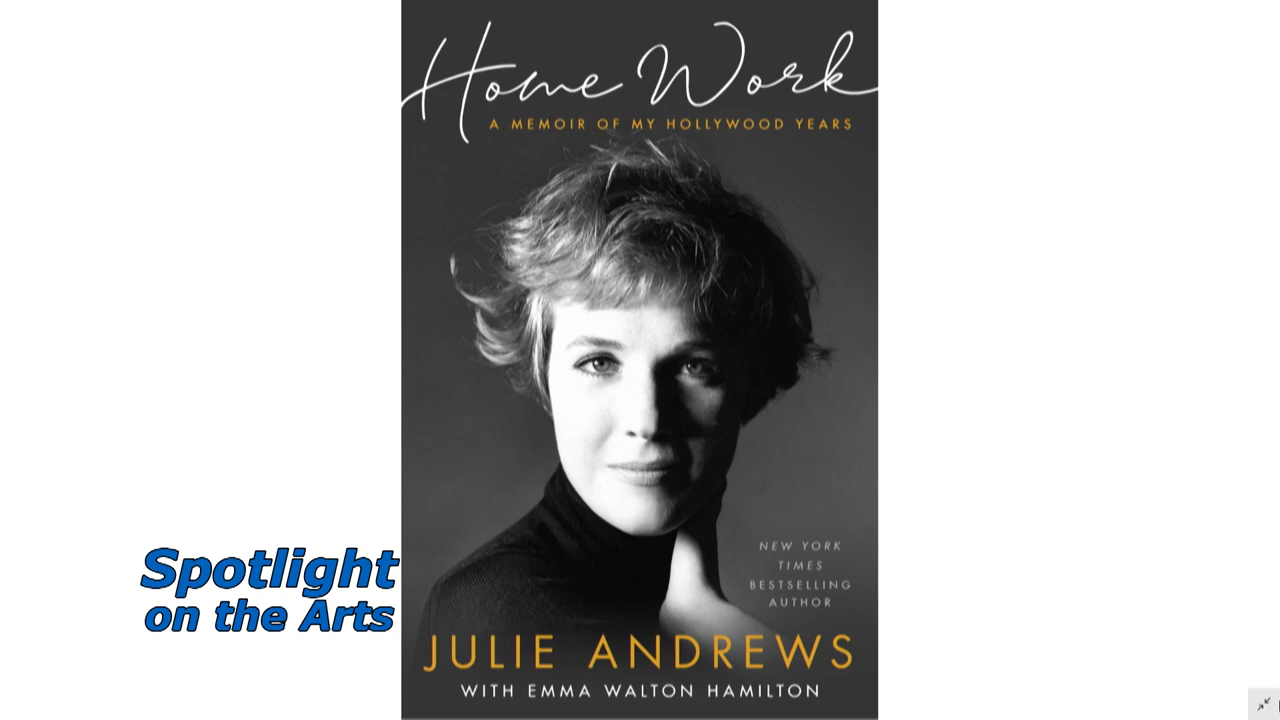 Home Work
A MEMOIR OF MY HOLLYWOOD YEARS
NEW YORK
TIMES
BESTSELLING
AUTHOR
Spotlight
on the Arts
JULIE ANDREWS
WITH EMMA WALTON HAMILTON